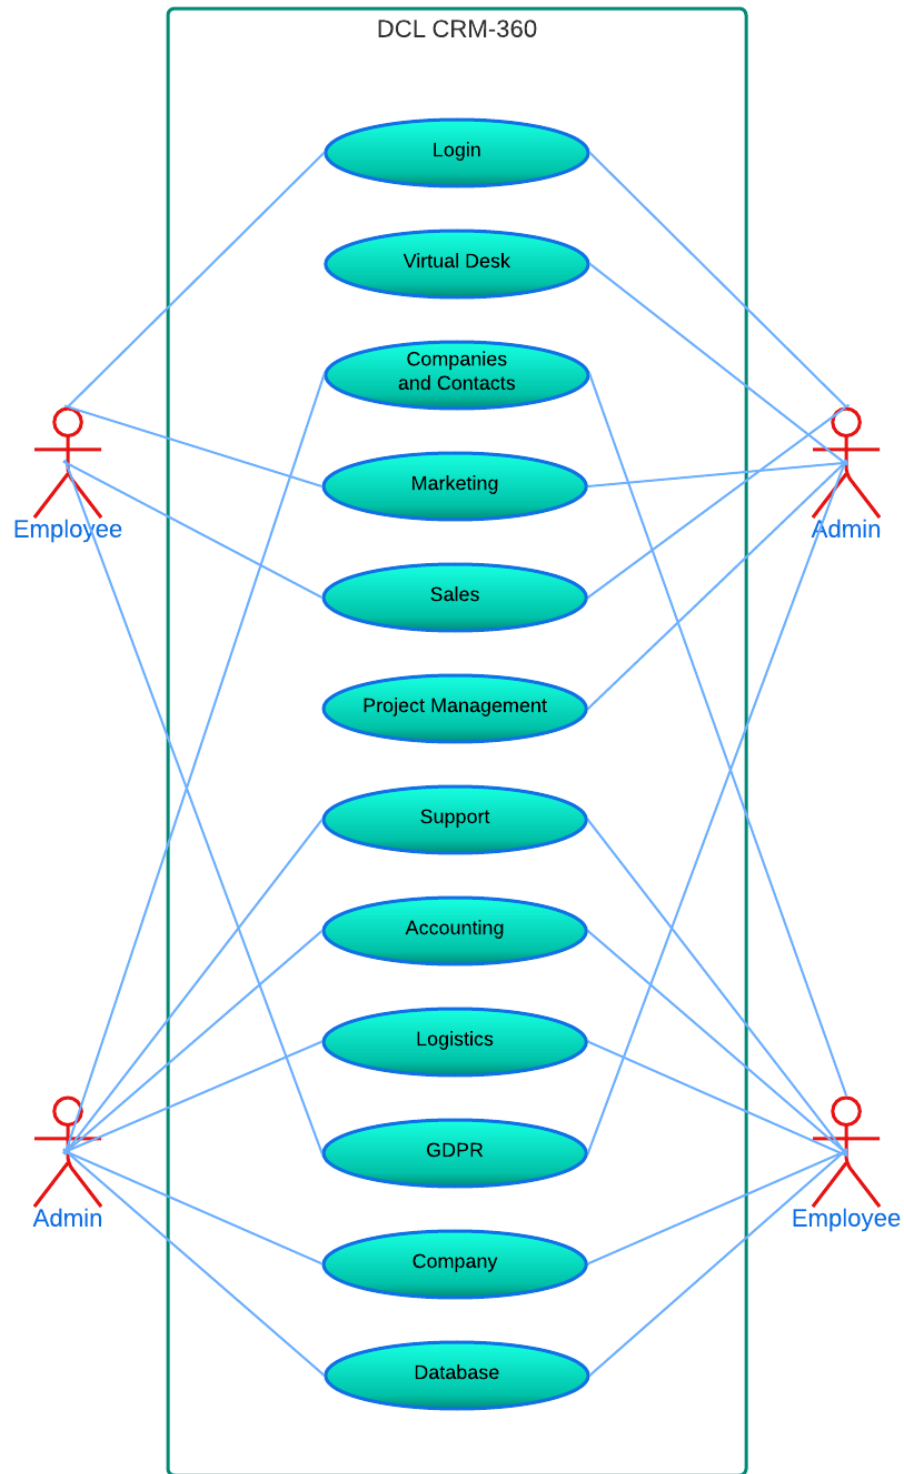 DCL CRM-360
Login
Virtual Desk
Companies
and Contacts
Marketing
Employee
Admin
Sales
Project Management
Support
Accounting
Logistics
GDPR
Admin
Employee
Company
Database